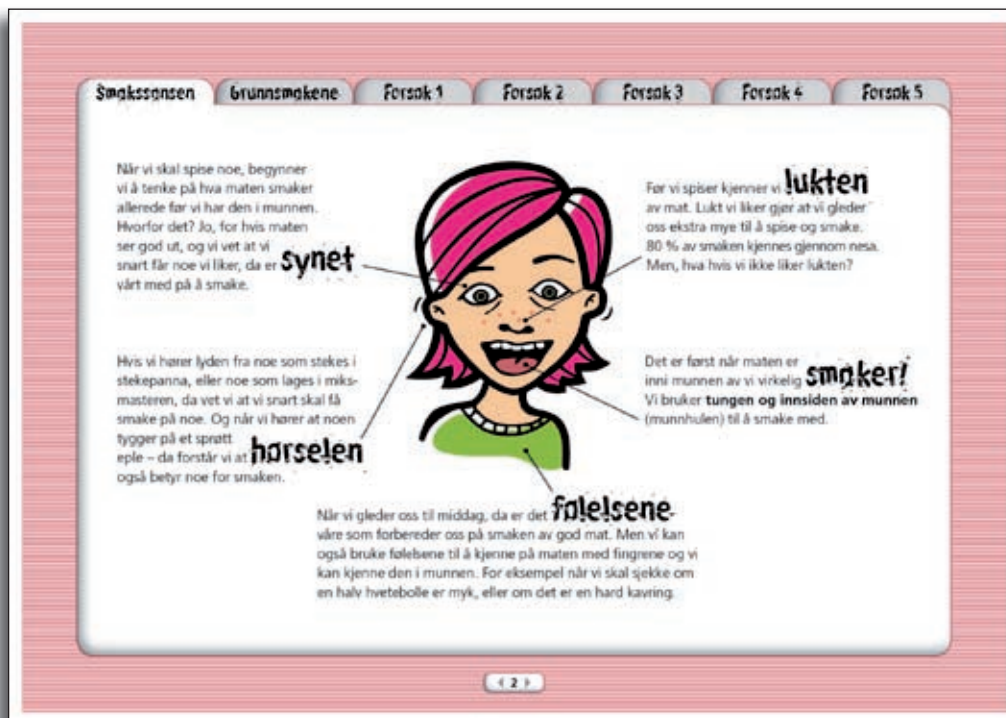 Smakssansen Grunnsmakene Forsøk 1 Forsøk 2 Forsøk 3 Forsøk 4 Forsøk 5
Når vi skal spise noe, begynner
vi å tenke på hva maten smaker
allerede før vi har den i munnen.
Hvorfor det? Jo, for hvis maten
ser god ut, og vi vet at vi
snart får noe vi liker, da er synet
vårt med på å smake.
Før vi spiser kjenner vi lukten
av mat. Lukt vi liker gjør at vi gleder
oss ekstra mye til å spise og smake.
80 % av smaken kjennes gjennom nesa.
Men, hva hvis vi ikke liker lukten?
Hvis vi hører lyden fra noe som stekes i
stekepanna, eller noe som lages i miks-
masteren, da vet vi at vi snart skal få
smake på noe. Og når vi hører at noen
tygger på et sprøtt
eple – da forstår vi at hørselen
også betyr noe for smaken.
Det er først når maten er
inni munnen av vi virkelig smaker!
Vi bruker tungen og innsiden av munnen
(munnhulen) til å smake med.
Når vi gleder oss til middag, da er det følelsene
våre som forbereder oss på smaken av god mat. Men vi kan
også bruke følelsene til å kjenne på maten med fingrene og vi
kan kjenne den i munnen. For eksempel når vi skal sjekke om
en halv hvetebolle er myk, eller om det er en hard kavring.
2